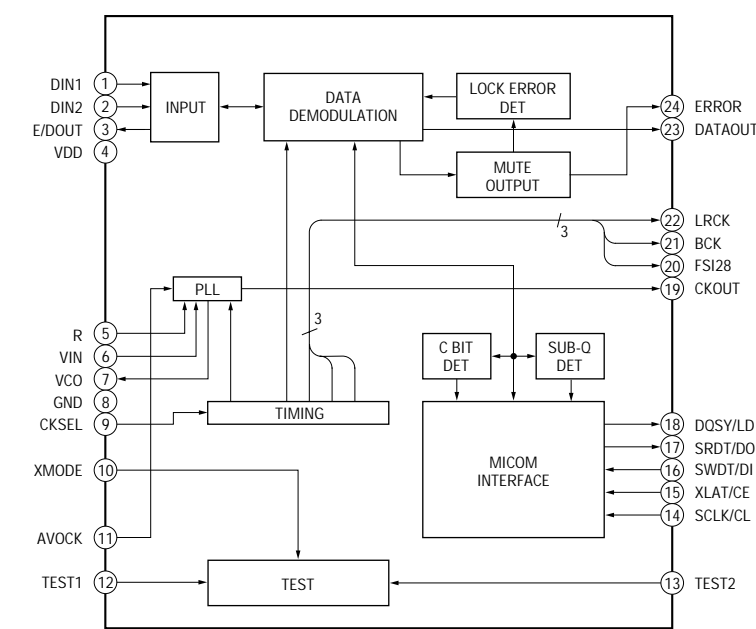 DIN1 1
DIN2 2
E/DOUT 3
VDD 4
INPUT
DATA
DEMODULATION
LOCK ERROR
DET
MUTE
OUTPUT
24 ERROR
23 DATAOUT
3
22 LRCK
21 BCK
20 FSI28
19 CKOUT
PLL
R 5
VIN 6
VCO 7
GND 8
CKSEL 9
3
TIMING
C BIT
DET
SUB-Q
DET
MICOM
INTERFACE
18 DQSY/LD
17 SRDT/DO
16 SWDT/DI
15 XLAT/CE
14 SCLK/CL
XMODE 10
AVOCK 11
TEST1 12
TEST
13 TEST2